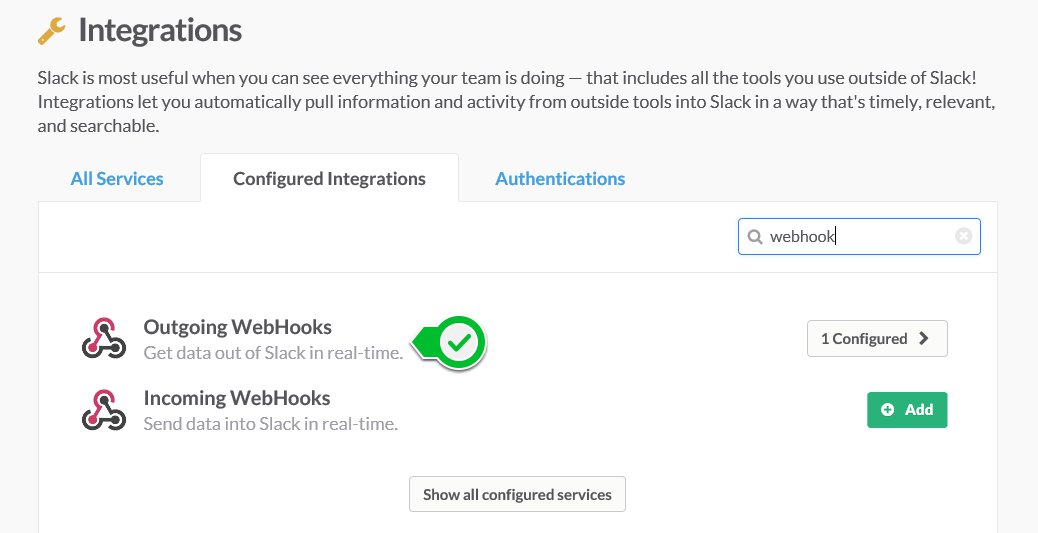 Integrations
Slack is most useful when you can see everything your team is doing — that includes all the tools you use outside of Slack!
Integrations let you automatically pull information and activity from outside tools into Slack in a way that's timely, relevant,
and searchable.
All Services
Configured Integrations
Authentications
webhook
Outgoing WebHooks
Get data out of Slack in real-time.
1 Configured
Incoming WebHooks
Send data into Slack in real-time.
Add
Show all configured services